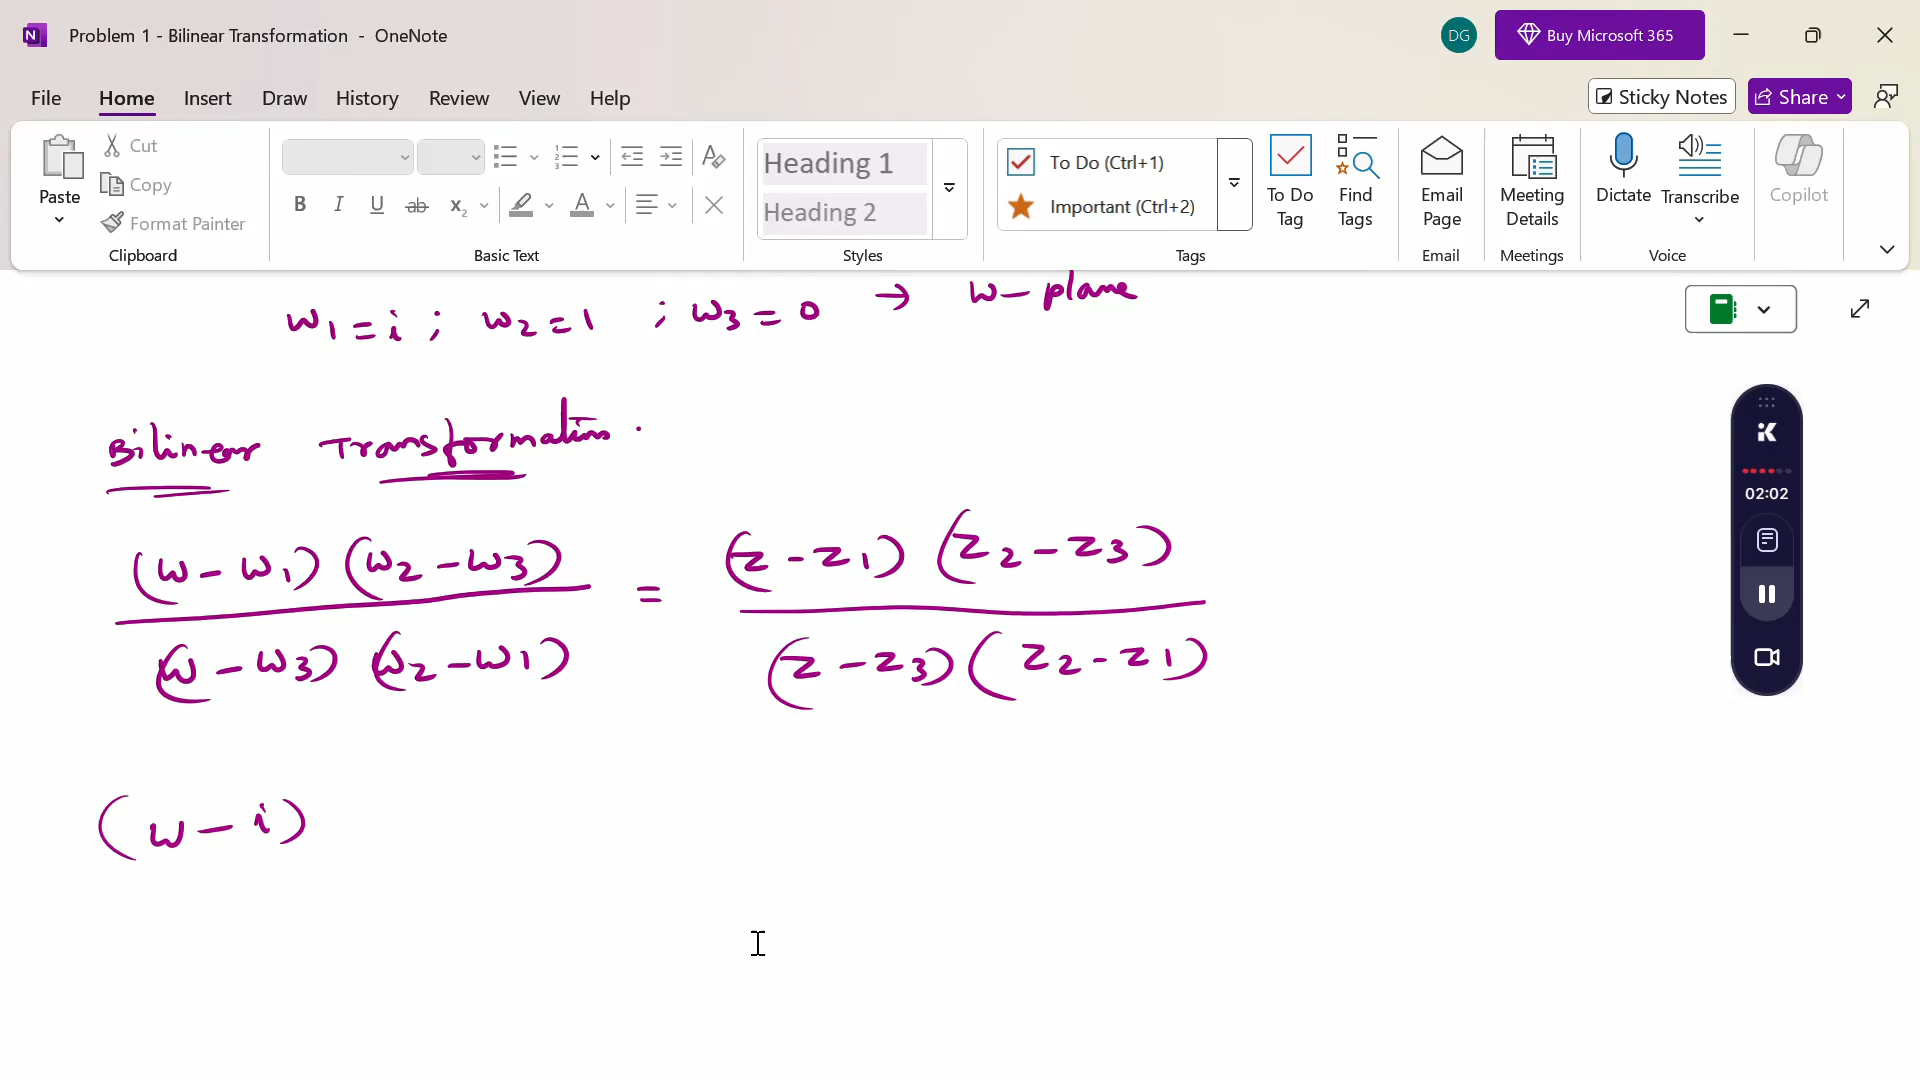 Problem 1 - Bilinear Transformation - OneNote
DG
Buy Microsoft 365
File Home Insert Draw History Review View Help
Sticky Notes
Share
Paste
Cut
Copy
Format Painter
Clipboard
B I U ab x₂ A
Basic Text
Heading 1
Heading 2
Styles
To Do (Ctrl+1)
Important (Ctrl+2)
To Do Tag
Find Tags
Tags
Email Page
Email
Meeting Details
Meetings
Dictate
Transcribe
Voice
Copilot
w₁ = i ; w₂ = 1 ; w₃ = 0 → w-plane
Bilinear Transformation.
(w - w₁) (w₂ - w₃) / (w - w₃) (w₂ - w₁) = (z - z₁) (z₂ - z₃) / (z - z₃) (z₂ - z₁)
(w - i)
02:02